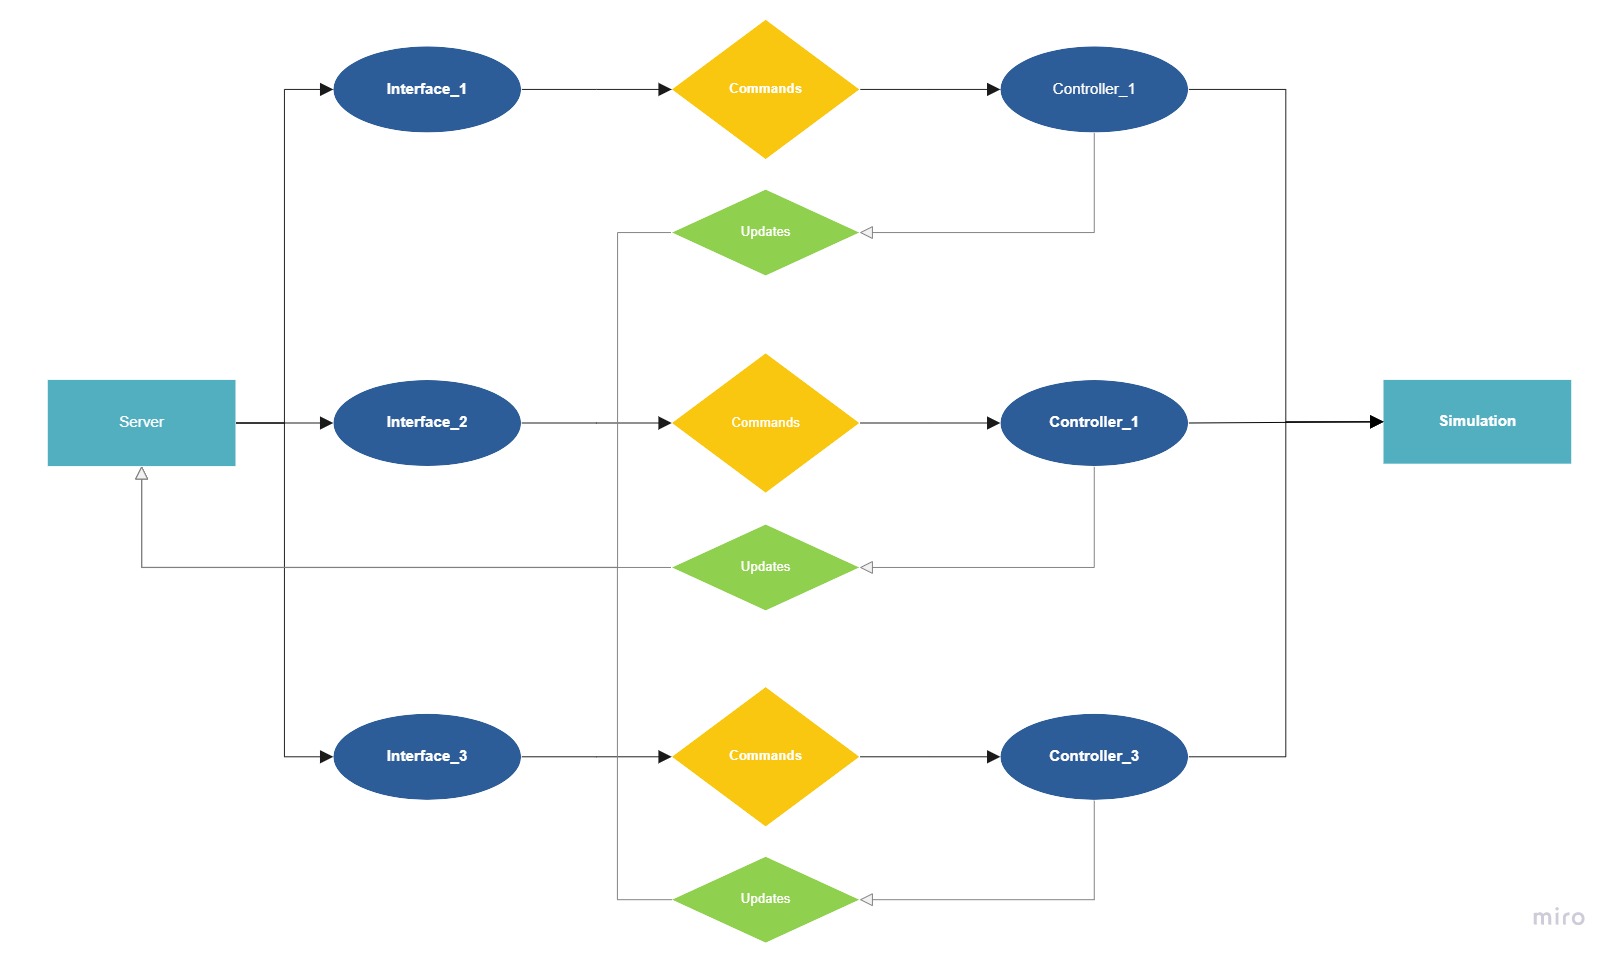 Interface_1
Commands
Controller_1
Updates
Server
Interface_2
Commands
Controller_1
Simulation
Updates
Interface_3
Commands
Controller_3
Updates
miro